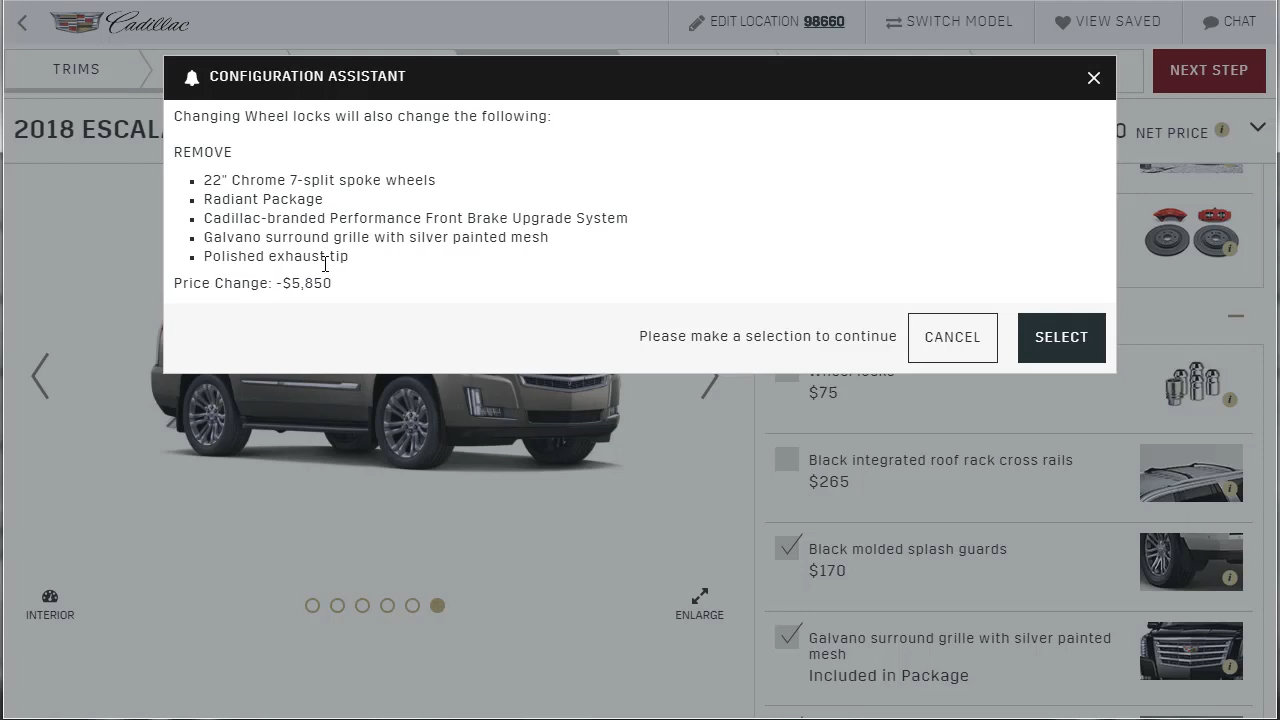 Cadillac
EDIT LOCATION 98660
SWITCH MODEL
VIEW SAVED
CHAT
TRIMS
NEXT STEP
CONFIGURATION ASSISTANT
2018 ESCAL
NET PRICE
Changing Wheel locks will also change the following:
REMOVE
22" Chrome 7-split spoke wheels
Radiant Package
Cadillac-branded Performance Front Brake Upgrade System
Galvano surround grille with silver painted mesh
Polished exhaust tip
Price Change: -$5,850
Please make a selection to continue
CANCEL
SELECT
Wheel locks
$75
Black integrated roof rack cross rails
$265
Black molded splash guards
$170
INTERIOR
ENLARGE
Galvano surround grille with silver painted
mesh
Included in Package